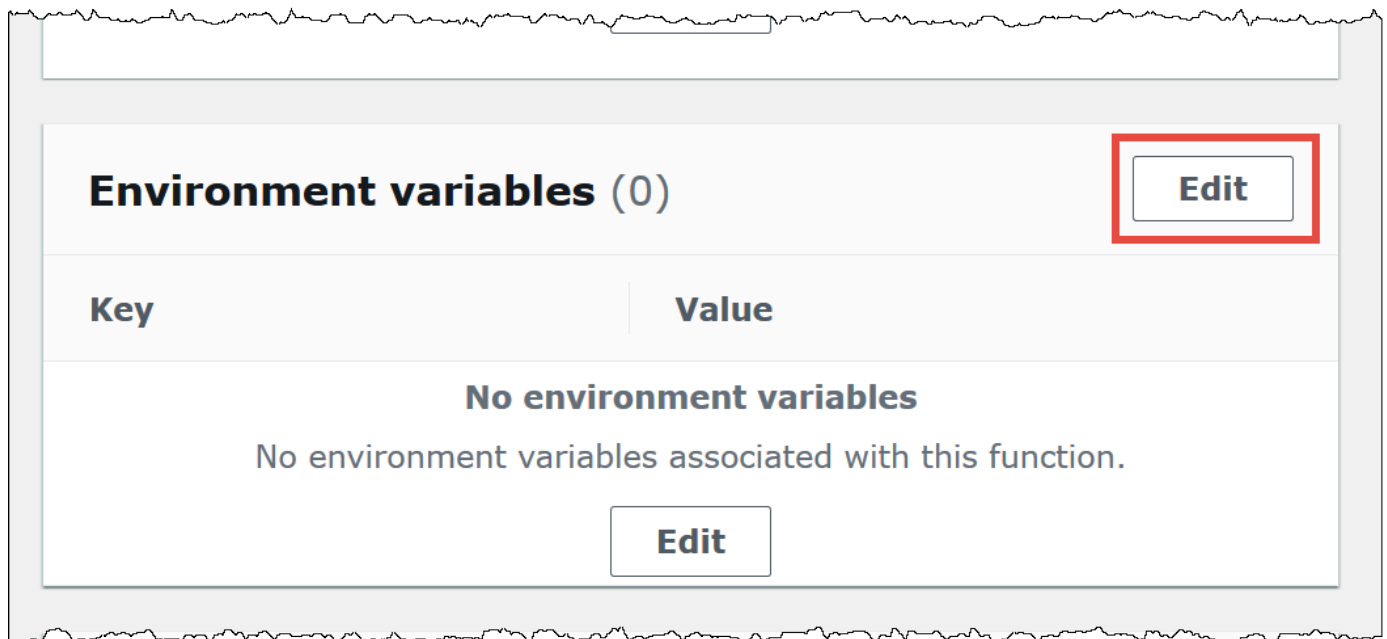 Environment variables (0)
Edit
Key
Value
No environment variables
No environment variables associated with this function.
Edit